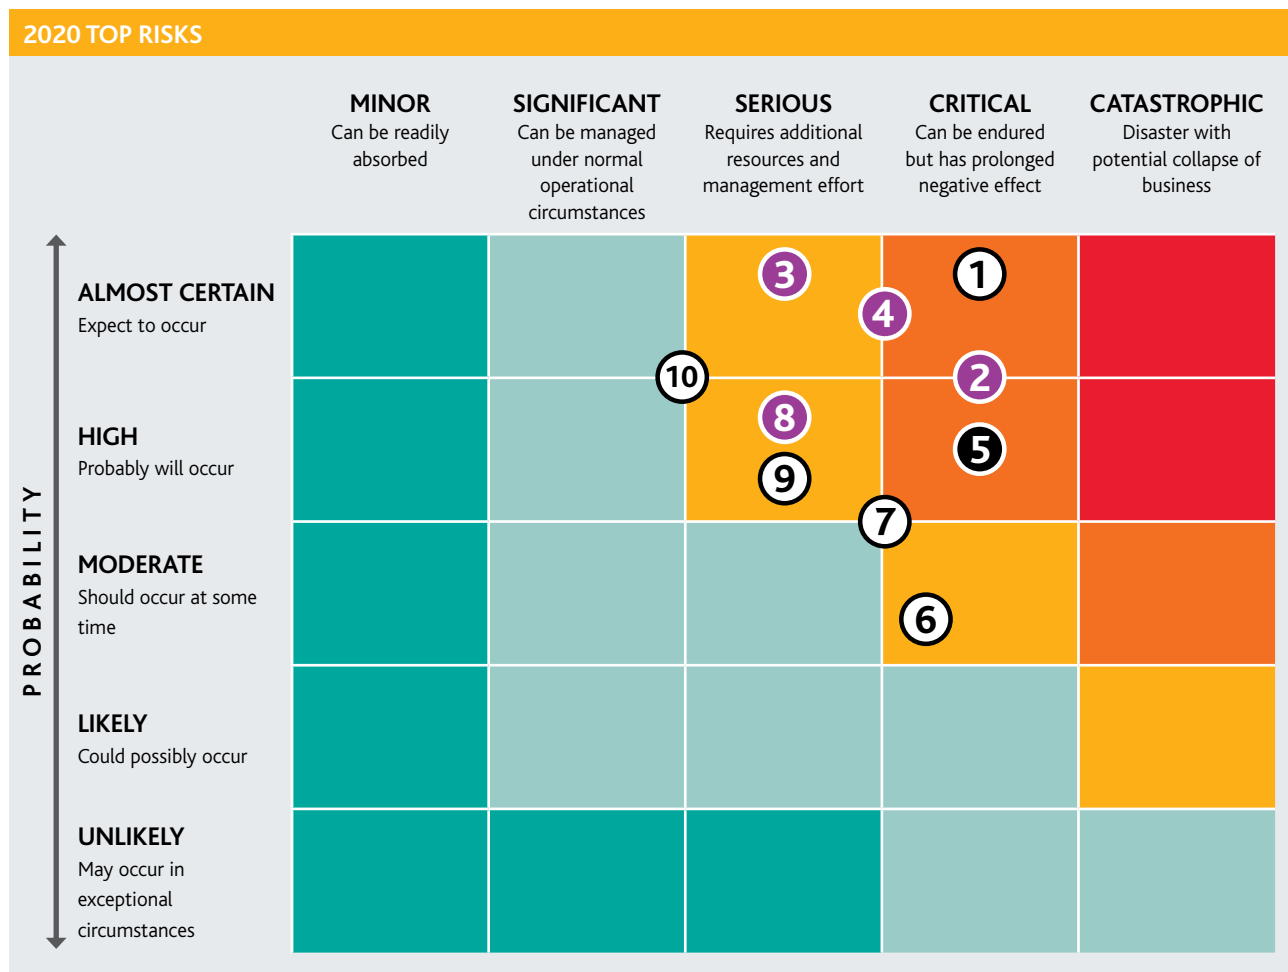 2020 TOP RISKS
MINOR
Can be readily
absorbed
SIGNIFICANT
Can be managed
under normal
operational
circumstances
SERIOUS
Requires additional
resources and
management effort
CRITICAL
Can be endured
but has prolonged
negative effect
CATASTROPHIC
Disaster with
potential collapse of
business
PROBABILITY
ALMOST CERTAIN
Expect to occur
3
1
4
10
2
HIGH
Probably will occur
8
5
9
7
MODERATE
Should occur at some
time
6
LIKELY
Could possibly occur
UNLIKELY
May occur in
exceptional
circumstances